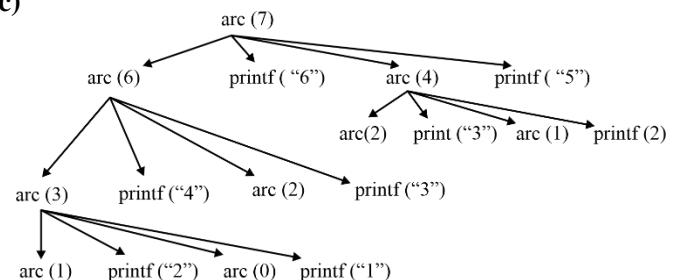 c)
arc (7)
arc (6) printf ( “6”) arc (4) printf ( “5”)
arc(2) print (“3”) arc (1) printf (2)
arc (3) printf (“4”) arc (2) printf (“3”)
arc (1) printf (“2”) arc (0) printf (“1”)